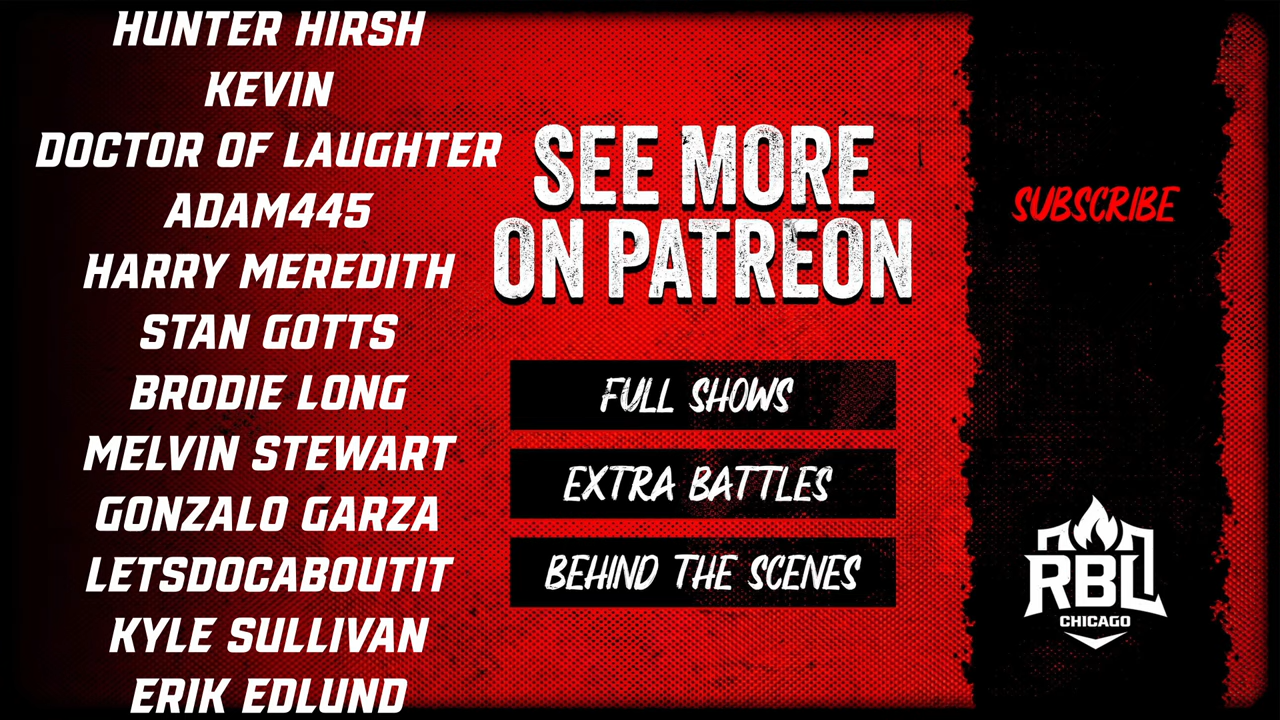 HUNTER HIRSH
KEVIN
DOCTOR OF LAUGHTER
ADAM445
HARRY MEREDITH
STAN GOTTS
BRODIE LONG
MELVIN STEWART
GONZALO GARZA
LETSDOCABOUTIT
KYLE SULLIVAN
ERIK EDLUND
SEE MORE
ON PATREON
FULL SHOWS
EXTRA BATTLES
BEHIND THE SCENES
SUBSCRIBE
RBL
CHICAGO